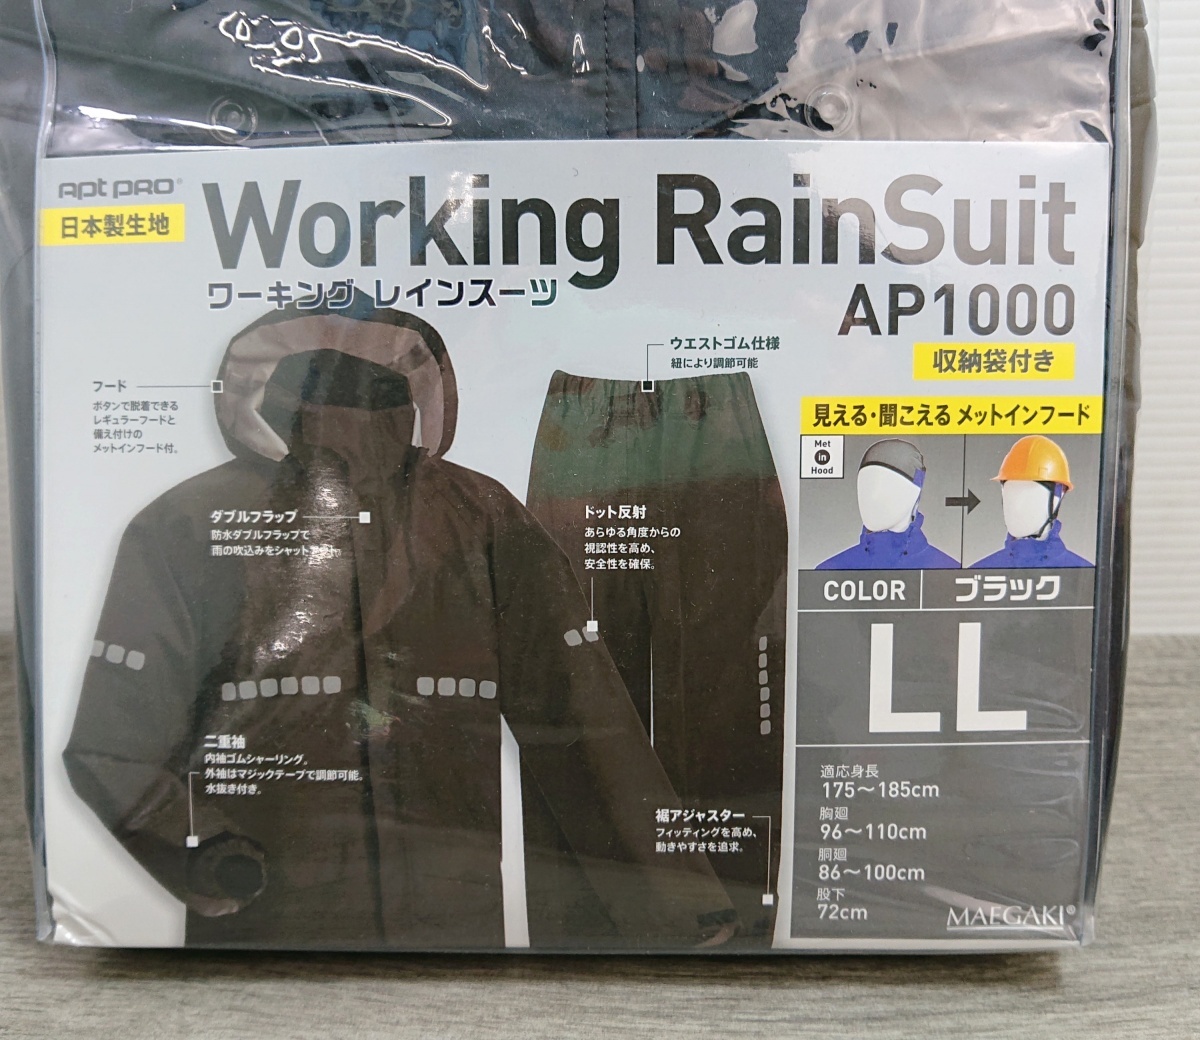 Apt PRO®
日本製生地
Working RainSuit
ワーキング レインスーツ
AP1000
収納袋付き
フード
ボタンで脱着できる
レギュラーフードと
備え付けの
メットインフード付。
ウエストゴム仕様
紐により調節可能
見える・聞こえる メットインフード
Met
in
Hood
ダブルフラップ
防水ダブルフラップで
雨の吹込みをシャットアウト。
ドット反射
あらゆる角度からの
視認性を高め、
安全性を確保。
COLOR ブラック
LL
二重袖
内袖ゴムシャーリング。
外袖はマジックテープで調節可能。
水抜き付き。
裾アジャスター
フィッティングを高め、
動きやすさを追求。
適応身長
175〜185cm
胸廻
96〜110cm
胴廻
86〜100cm
股下
72cm
MAEGAKI®